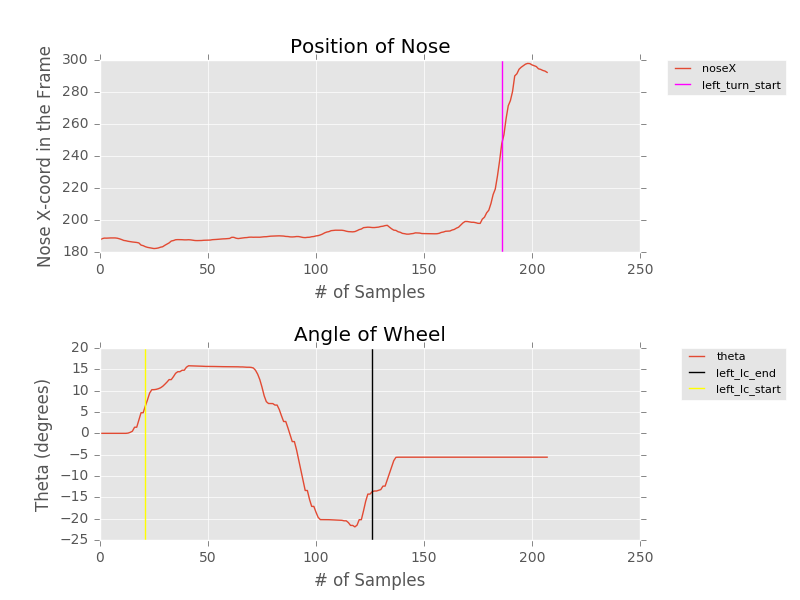 Position of Nose
Nose X-coord in the Frame
300
280
260
240
220
200
180
0 50 100 150 200 250
# of Samples
noseX
left_turn_start
Angle of Wheel
Theta (degrees)
20
15
10
5
0
−5
−10
−15
−20
−25
0 50 100 150 200 250
# of Samples
theta
left_lc_end
left_lc_start